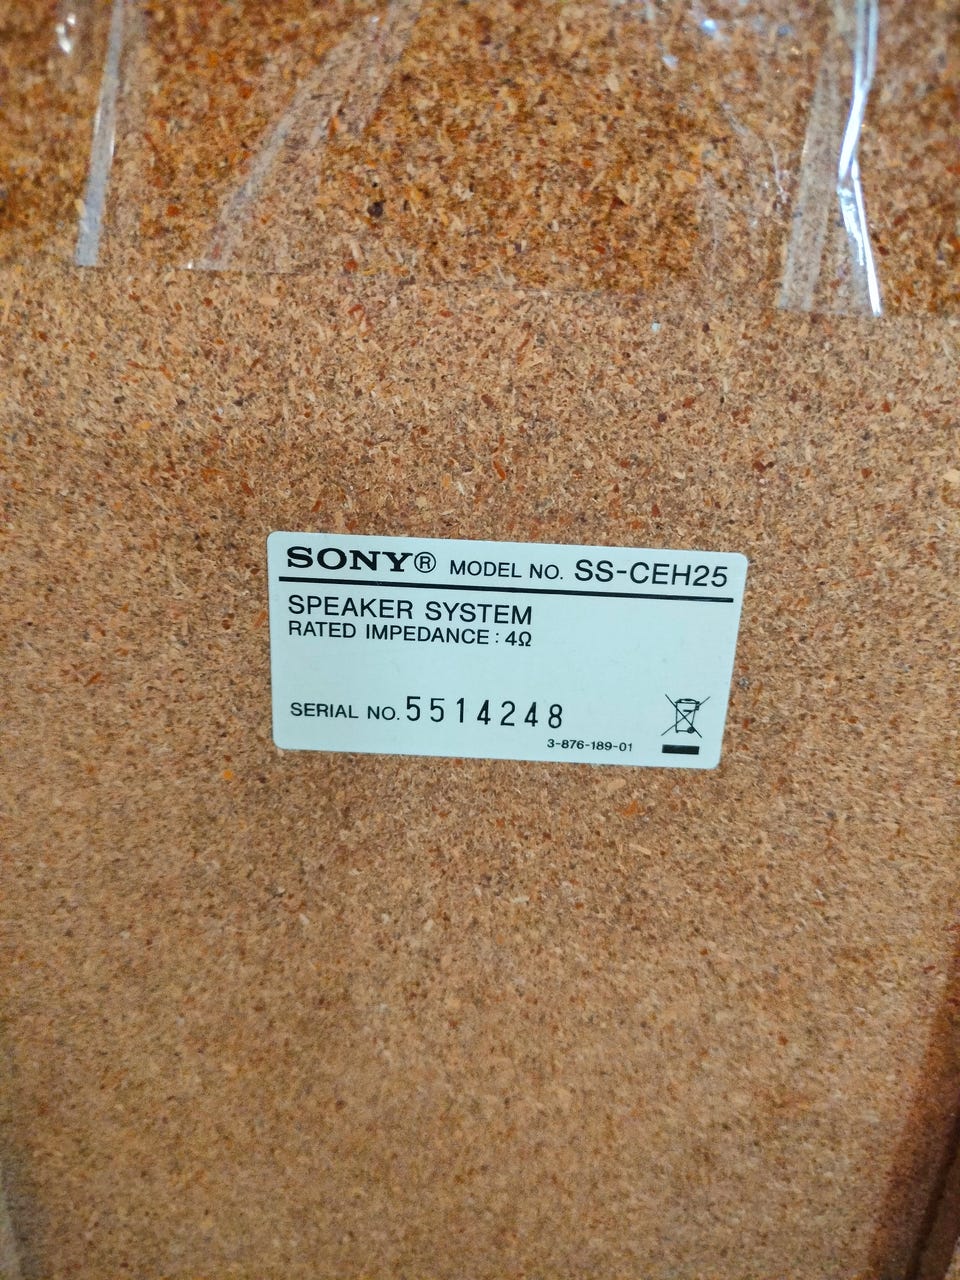 SONY® MODEL NO. SS-CEH25
SPEAKER SYSTEM
RATED IMPEDANCE : 4Ω
SERIAL NO. 5514248
3-876-189-01